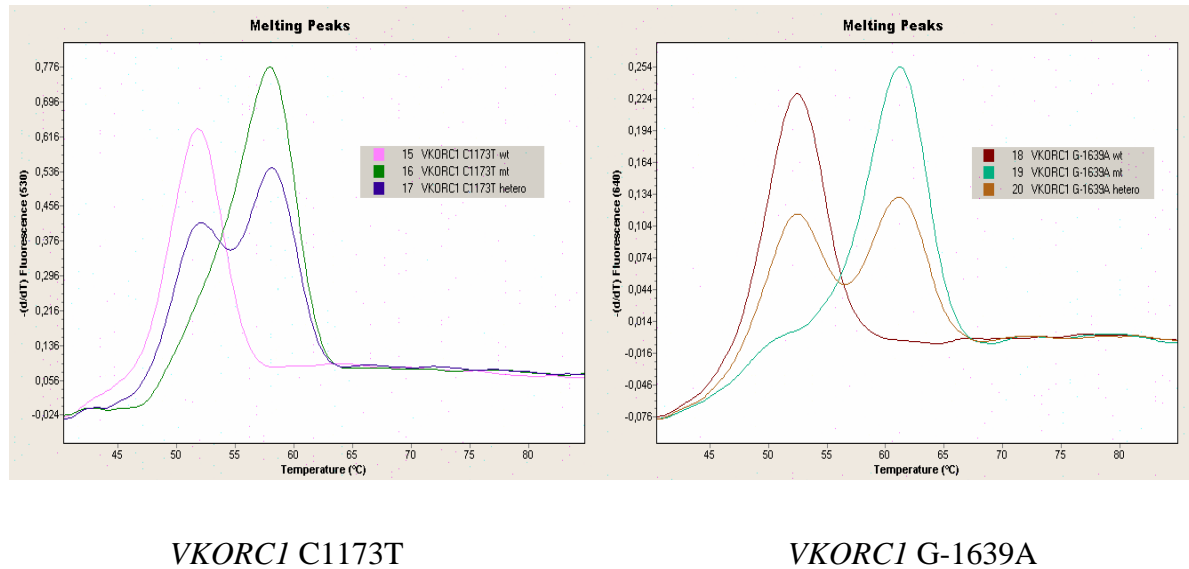 Melting Peaks
0,776
0,696
0,616
0,536
0,456
0,376
0,296
0,216
0,136
0,056
-0,024
-(d/dT) Fluorescence (530)
15 VKORC1 C1173T wt
16 VKORC1 C1173T mt
17 VKORC1 C1173T hetero
45 50 55 60 65 70 75 80
Temperature (°C)
Melting Peaks
0,254
0,224
0,194
0,164
0,134
0,104
0,074
0,044
0,014
-0,016
-0,046
-0,076
-(d/dT) Fluorescence (640)
18 VKORC1 G-1639A wt
19 VKORC1 G-1639A mt
20 VKORC1 G-1639A hetero
45 50 55 60 65 70 75 80
Temperature (°C)
VKORC1 C1173T
VKORC1 G-1639A